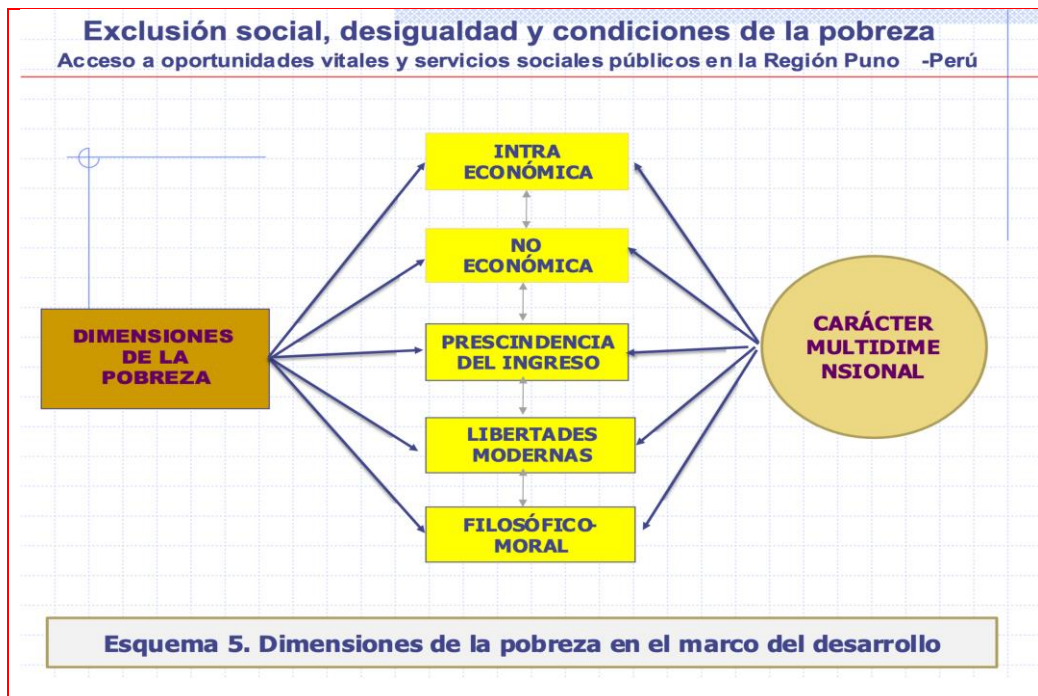 Exclusión social, desigualdad y condiciones de la pobreza
Acceso a oportunidades vitales y servicios sociales públicos en la Región Puno -Perú
INTRA
ECONÓMICA
NO
ECONÓMICA
DIMENSIONES
DE LA
POBREZA
PRESCINDENCIA
DEL INGRESO
CARÁCTER
MULTIDIME
NSIONAL
LIBERTADES
MODERNAS
FILOSÓFICO-
MORAL
Esquema 5. Dimensiones de la pobreza en el marco del desarrollo